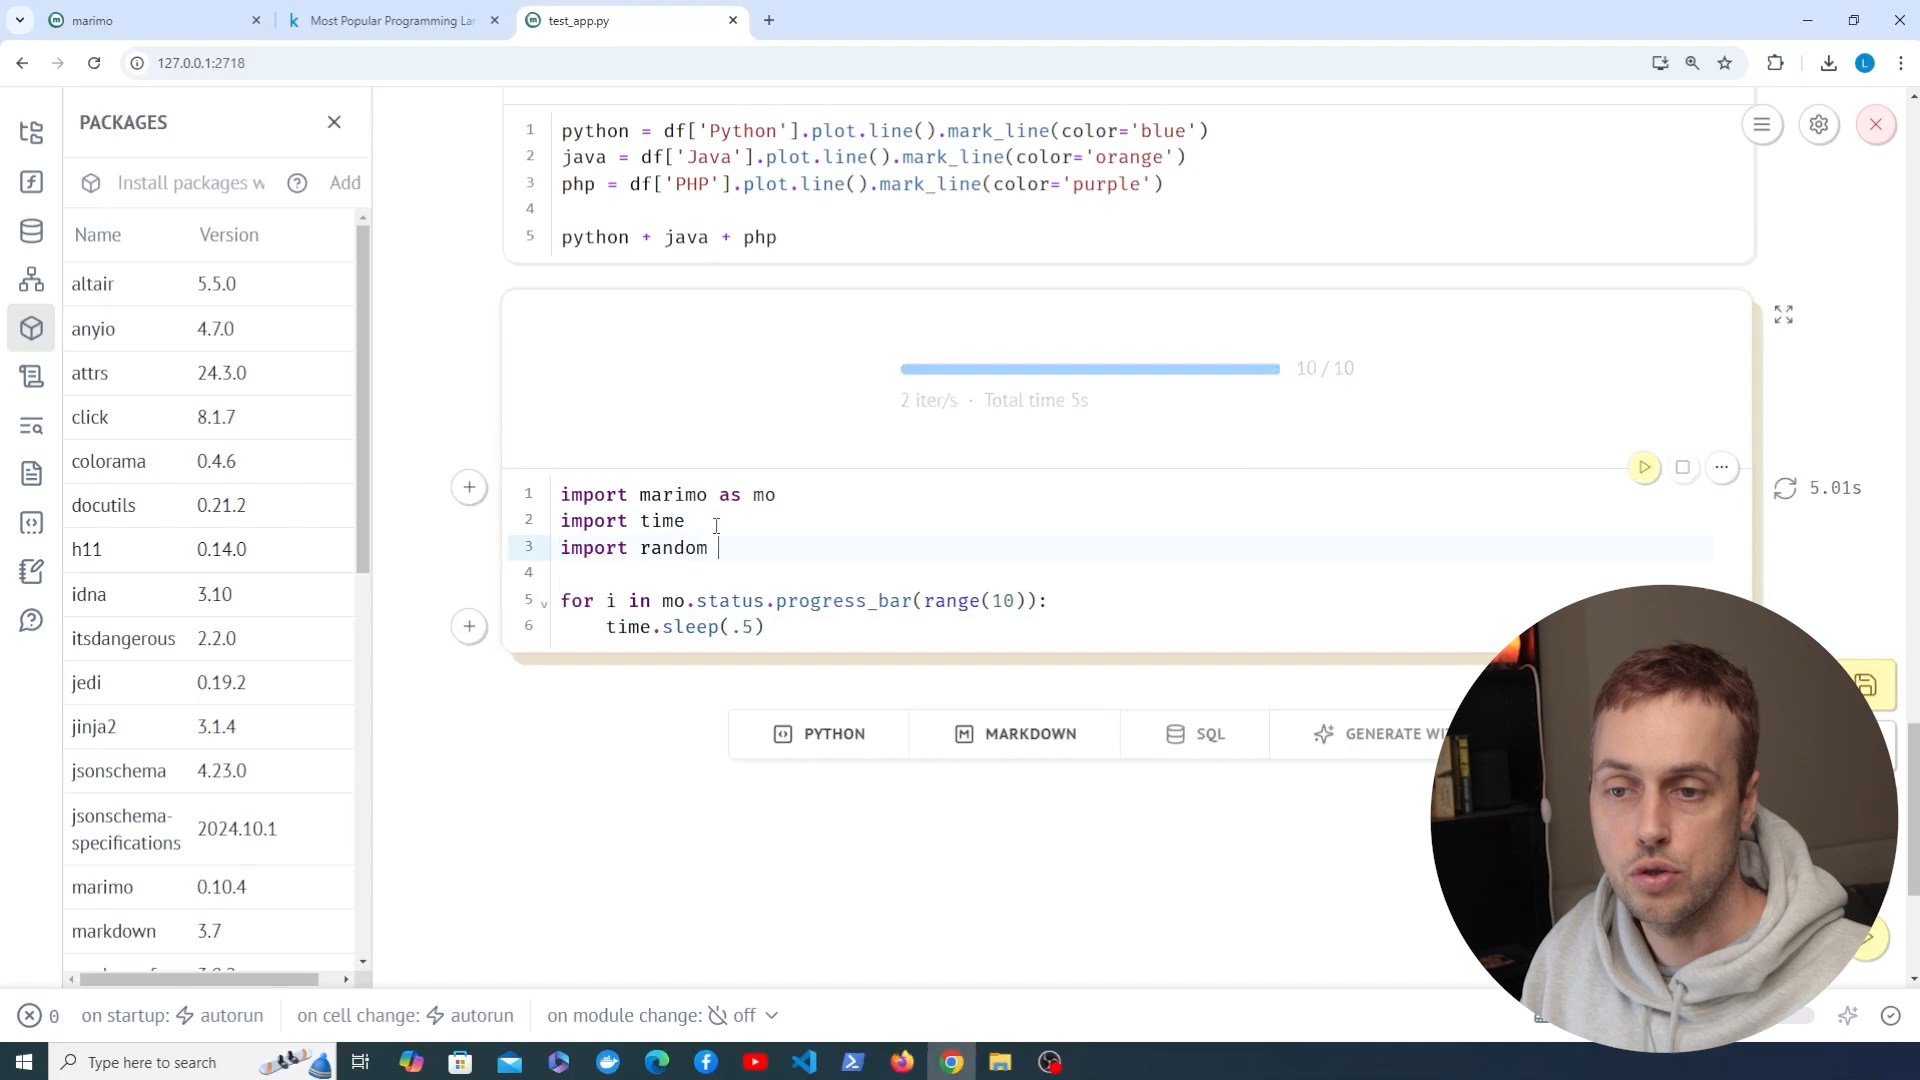 marimo
Most Popular Programming La
test_app.py
127.0.0.1:2718
L
PACKAGES
Install packages w
Add
Name Version
altair 5.5.0
anyio 4.7.0
attrs 24.3.0
click 8.1.7
colorama 0.4.6
docutils 0.21.2
h11 0.14.0
idna 3.10
itsdangerous 2.2.0
jedi 0.19.2
jinja2 3.1.4
jsonschema 4.23.0
jsonschema-
specifications 2024.10.1
marimo 0.10.4
markdown 3.7
1 python = df['Python'].plot.line().mark_line(color='blue')
2 java = df['Java'].plot.line().mark_line(color='orange')
3 php = df['PHP'].plot.line().mark_line(color='purple')
4
5 python + java + php
10 / 10
2 iter/s · Total time 5s
5.01s
1 import marimo as mo
2 import time
3 import random
4
5 for i in mo.status.progress_bar(range(10)):
6 time.sleep(.5)
PYTHON
MARKDOWN
SQL
GENERATE WI
0
on startup: autorun
on cell change: autorun
on module change: off
Type here to search